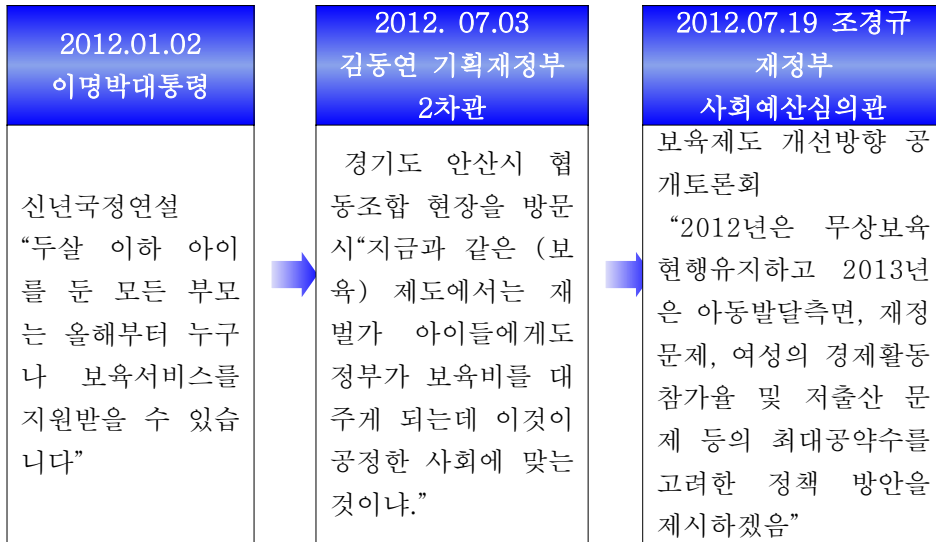 2012.01.02
이명박대통령
신년국정연설
“두살 이하 아이
를 둔 모든 부모
는 올해부터 누구
나 보육서비스를
지원받을 수 있습
니다”
2012. 07.03
김동연 기획재정부
2차관
경기도 안산시 협
동조합 현장을 방문
시“지금과 같은 (보
육) 제도에서는 재
벌가 아이들에게도
정부가 보육비를 대
주게 되는데 이것이
공정한 사회에 맞는
것이냐.”
2012.07.19 조경규
재정부
사회예산심의관
보육제도 개선방향 공
개토론회
“2012년은 무상보육
현행유지하고 2013년
은 아동발달측면, 재정
문제, 여성의 경제활동
참가율 및 저출산 문
제 등의 최대공약수를
고려한 정책 방안을
제시하겠음”